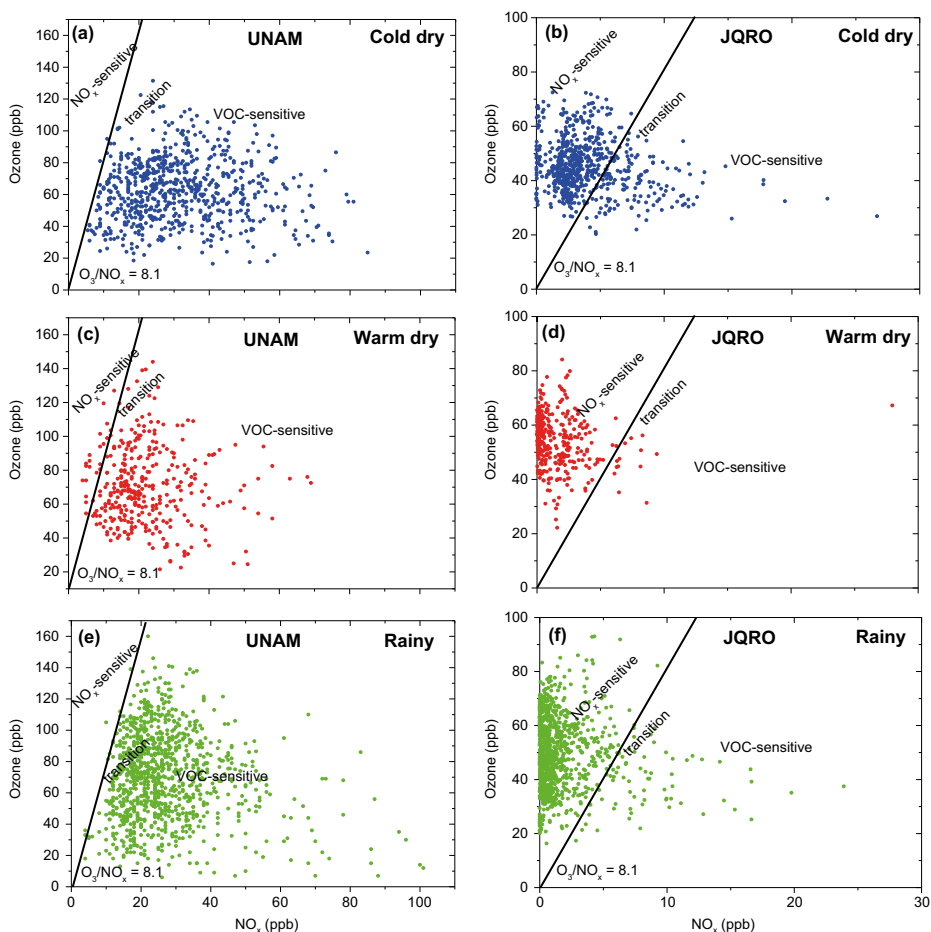 (a)
UNAM
Cold dry
NOx-sensitive
transition
VOC-sensitive
O3/NOx = 8.1
Ozone (ppb)
160
140
120
100
80
60
40
20
0
(b)
JQRO
Cold dry
NOx-sensitive
transition
VOC-sensitive
O3/NOx = 8.1
Ozone (ppb)
100
80
60
40
20
0
(c)
UNAM
Warm dry
NOx-sensitive
transition
VOC-sensitive
O3/NOx = 8.1
Ozone (ppb)
160
140
120
100
80
60
40
20
(d)
JQRO
Warm dry
NOx-sensitive
transition
VOC-sensitive
Ozone (ppb)
100
80
60
40
20
0
(e)
UNAM
Rainy
NOx-sensitive
transition
VOC-sensitive
O3/NOx = 8.1
Ozone (ppb)
160
140
120
100
80
60
40
20
0
0 20 40 60 80 100
NOx (ppb)
(f)
JQRO
Rainy
NOx-sensitive
transition
VOC-sensitive
O3/NOx = 8.1
Ozone (ppb)
100
80
60
40
20
0
0 10 20 30
NOx (ppb)